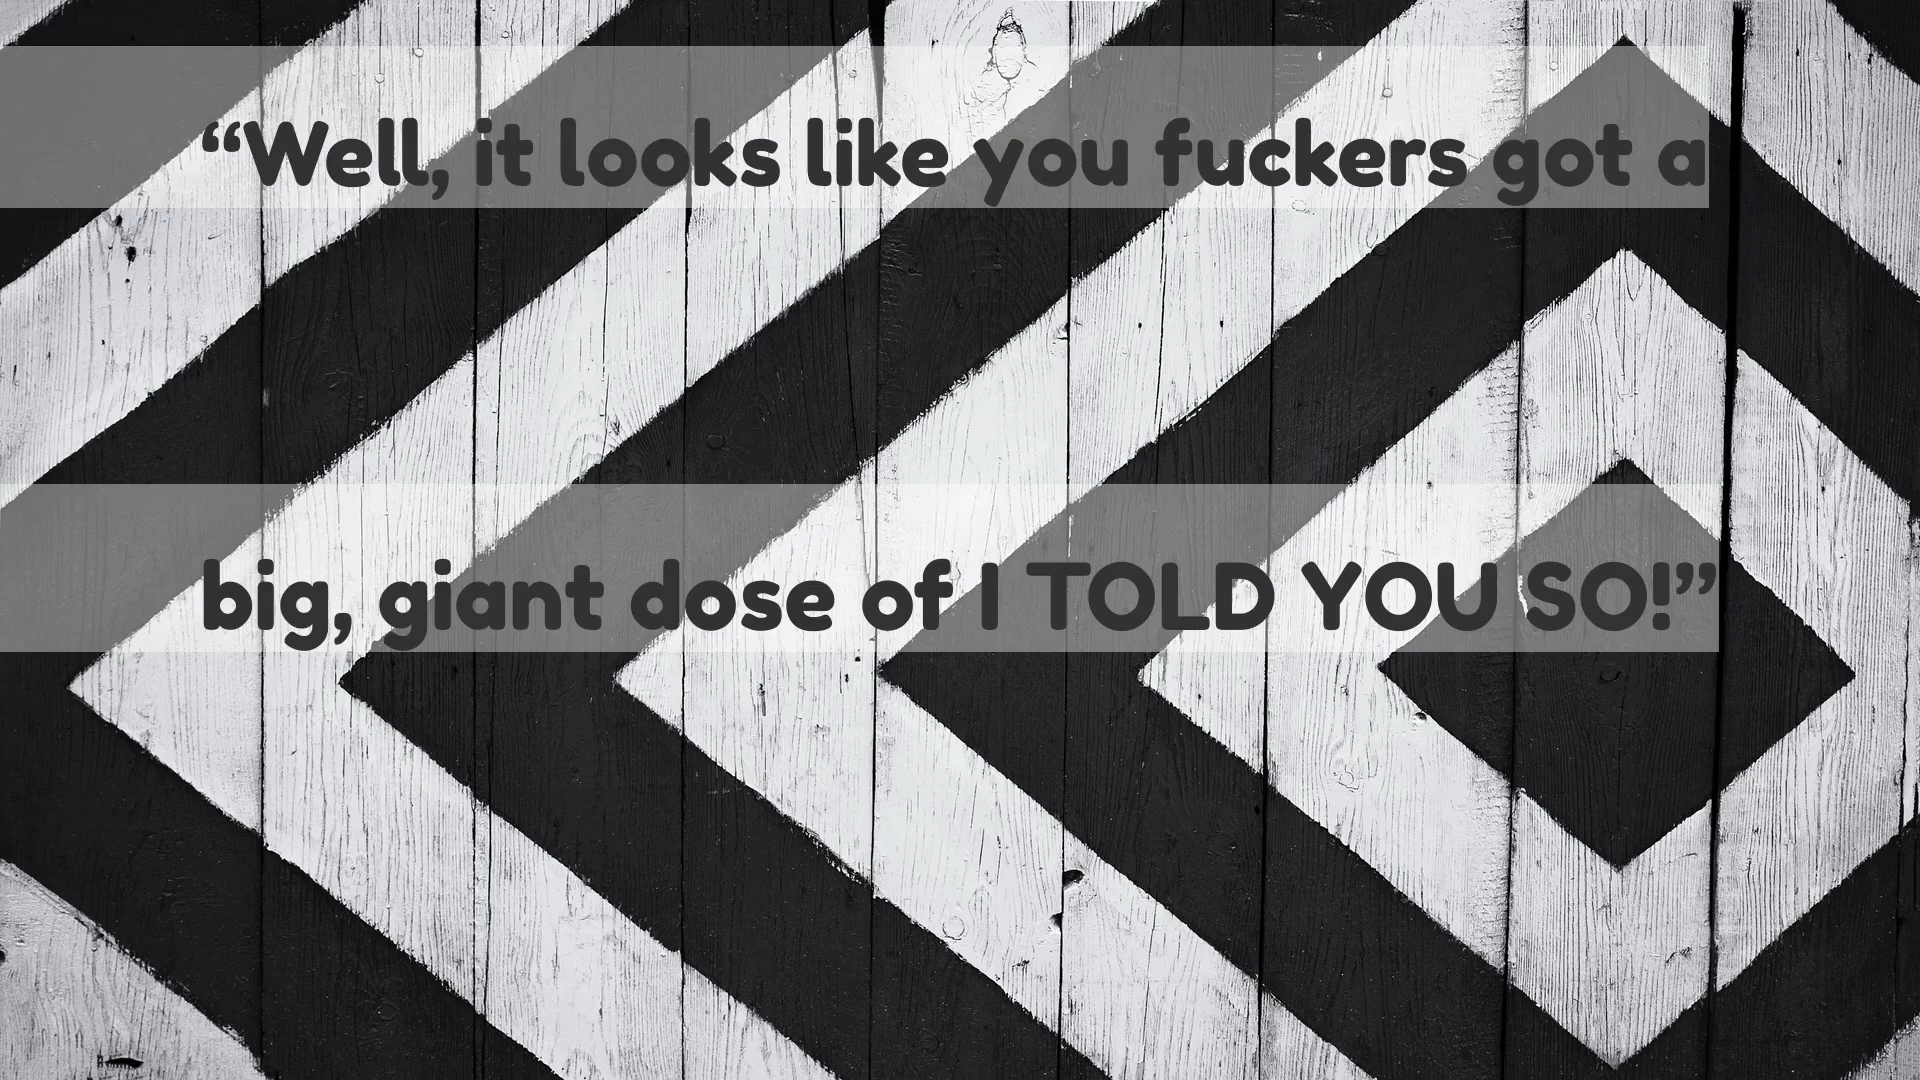 “Well, it looks like you fuckers got a
big, giant dose of I TOLD YOU SO!”